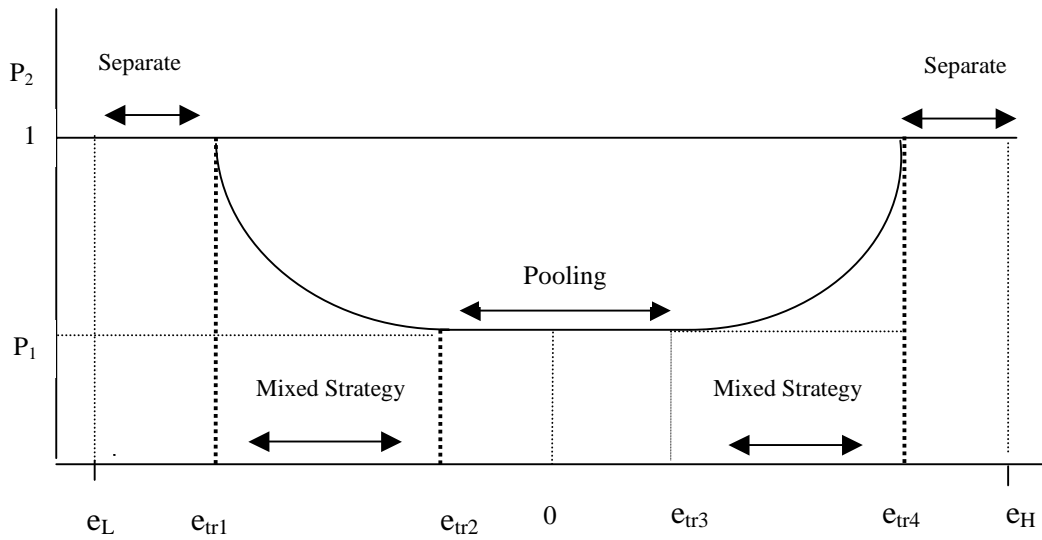 Separate
Separate
P2
1
Pooling
P1
Mixed Strategy
Mixed Strategy
eL etr1 etr2 0 etr3 etr4 eH